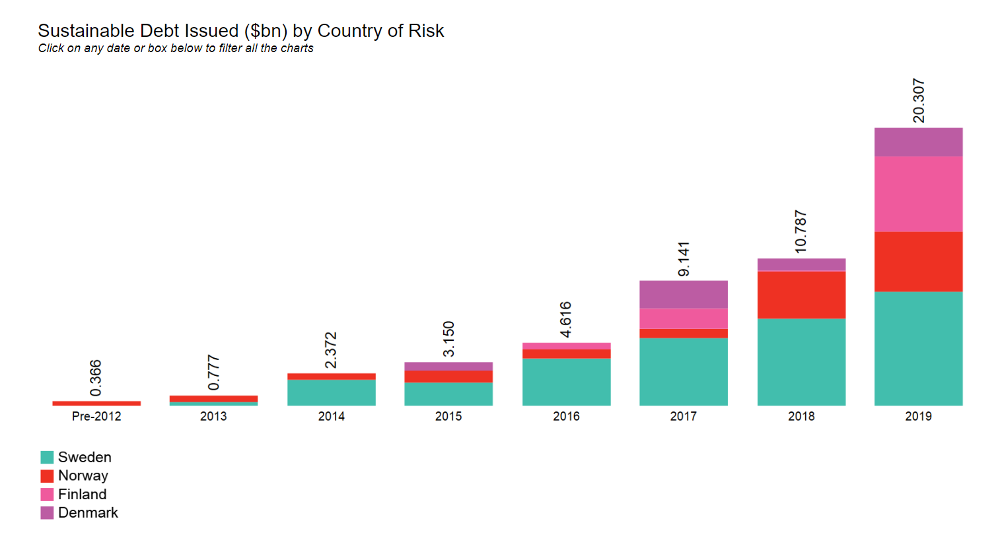 Sustainable Debt Issued ($bn) by Country of Risk
Click on any date or box below to filter all the charts
0.366
0.777
2.372
3.150
4.616
9.141
10.787
20.307
Pre-2012
2013
2014
2015
2016
2017
2018
2019
Sweden
Norway
Finland
Denmark